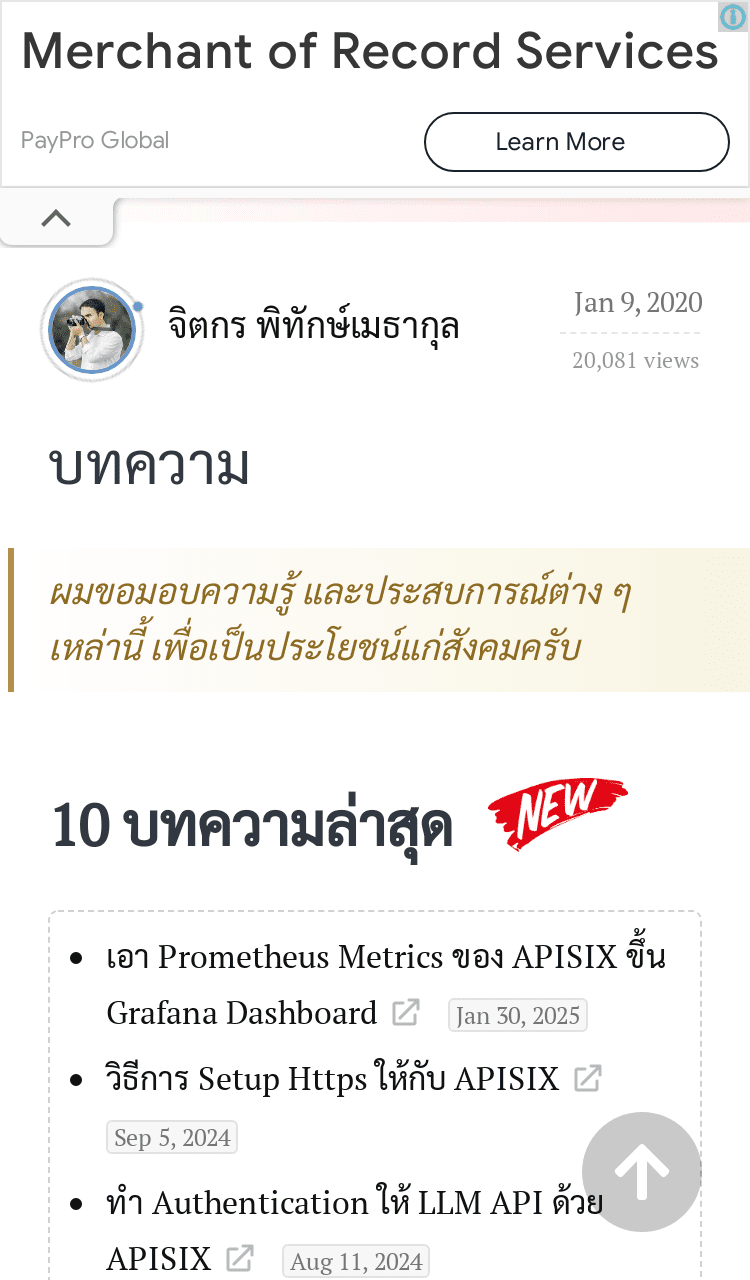 Merchant of Record Services
PayPro Global
Learn More
จิตกร พิทักษ์เมธากุล
Jan 9, 2020
20,081 views
บทความ
ผมขอมอบความรู้ และประสบการณ์ต่าง ๆ
เหล่านี้ เพื่อเป็นประโยชน์แก่สังคมครับ
10 บทความล่าสุด NEW
เอา Prometheus Metrics ของ APISIX ขึ้น
Grafana Dashboard Jan 30, 2025
วิธีการ Setup Https ให้กับ APISIX
Sep 5, 2024
ทำ Authentication ให้ LLM API ด้วย
APISIX Aug 11, 2024